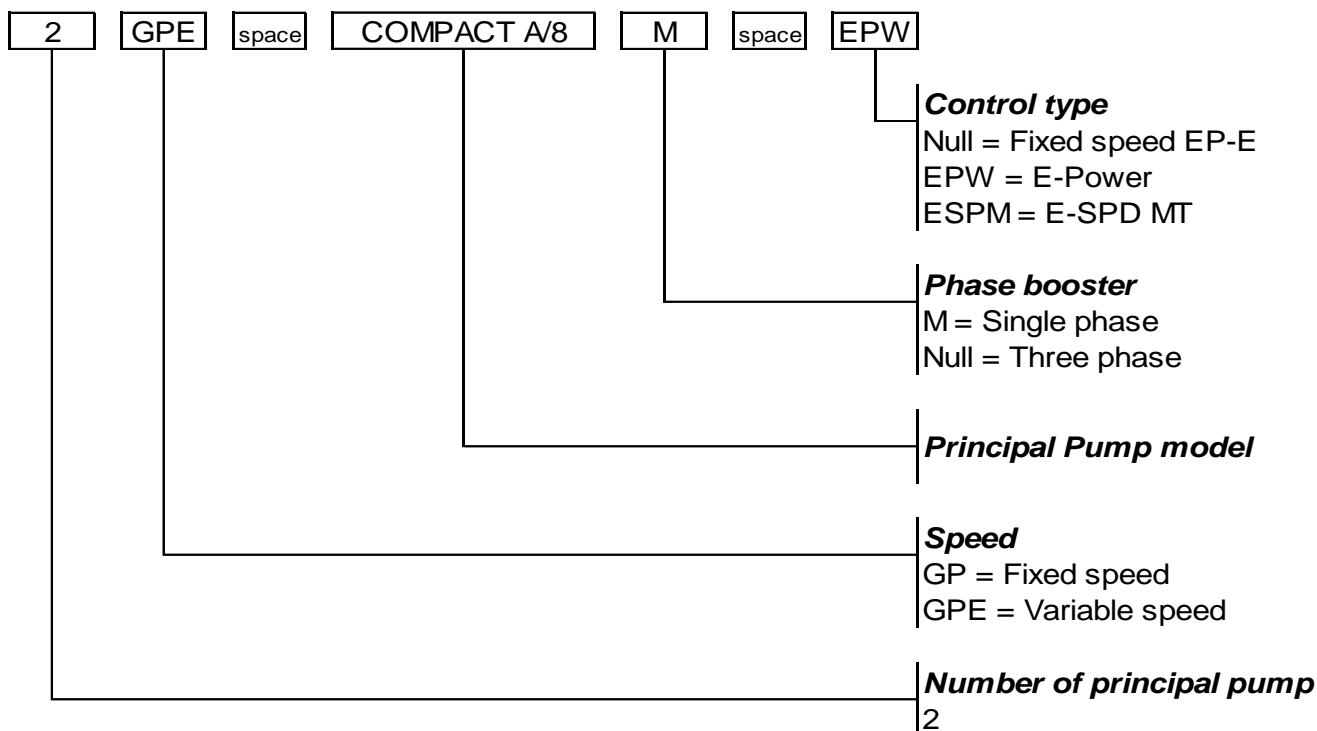 2 GPE space COMPACT A/8 M space EPW
Control type
Null = Fixed speed EP-E
EPW = E-Power
ESPM = E-SPD MT
Phase booster
M = Single phase
Null = Three phase
Principal Pump model
Speed
GP = Fixed speed
GPE = Variable speed
Number of principal pump
2